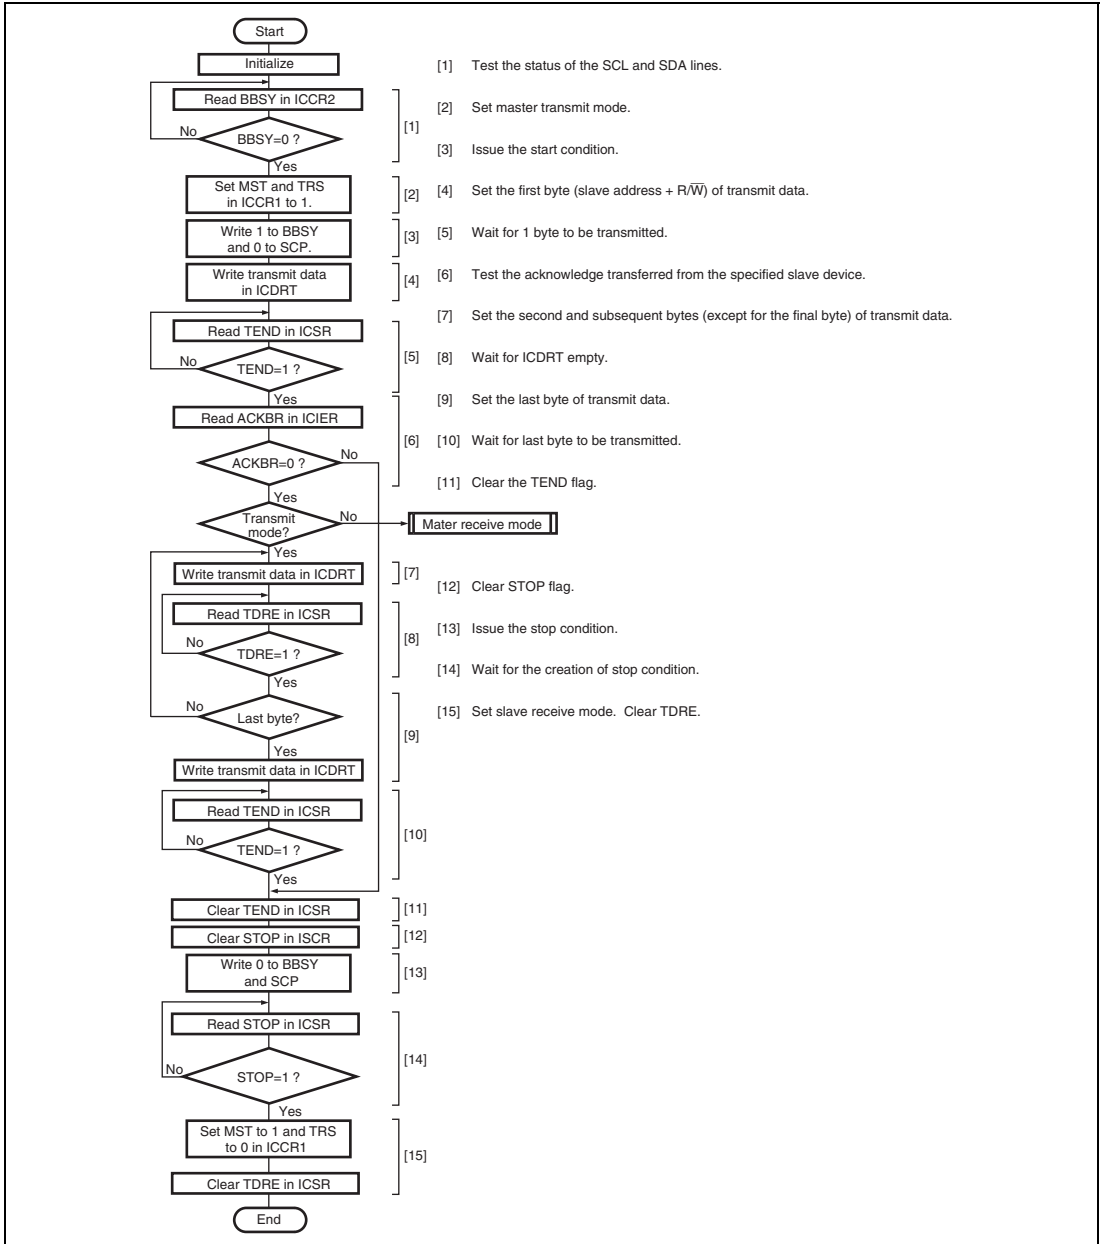 Start
Initialize
Read BBSY in ICCR2
BBSY=0 ?
No
Yes
[1]
Set MST and TRS
in ICCR1 to 1.
[2]
Write 1 to BBSY
and 0 to SCP.
[3]
Write transmit data
in ICDRT
[4]
Read TEND in ICSR
TEND=1 ?
No
Yes
[5]
Read ACKBR in ICIER
ACKBR=0 ?
No
Yes
[6]
Transmit
mode?
No
Mater receive mode
Yes
Write transmit data in ICDRT
[7]
Read TDRE in ICSR
TDRE=1 ?
No
Yes
[8]
Last byte?
No
Yes
Write transmit data in ICDRT
[9]
Read TEND in ICSR
TEND=1 ?
No
Yes
[10]
Clear TEND in ICSR
[11]
Clear STOP in ISCR
[12]
Write 0 to BBSY
and SCP
[13]
Read STOP in ICSR
STOP=1 ?
No
Yes
[14]
Set MST to 1 and TRS
to 0 in ICCR1
Clear TDRE in ICSR
[15]
End
[1] Test the status of the SCL and SDA lines.
[2] Set master transmit mode.
[3] Issue the start condition.
[4] Set the first byte (slave address + R/W̅) of transmit data.
[5] Wait for 1 byte to be transmitted.
[6] Test the acknowledge transferred from the specified slave device.
[7] Set the second and subsequent bytes (except for the final byte) of transmit data.
[8] Wait for ICDRT empty.
[9] Set the last byte of transmit data.
[10] Wait for last byte to be transmitted.
[11] Clear the TEND flag.
[12] Clear STOP flag.
[13] Issue the stop condition.
[14] Wait for the creation of stop condition.
[15] Set slave receive mode. Clear TDRE.